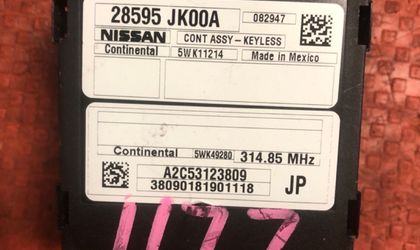 28595 JK00A 082947
NISSAN CONT ASSY-KEYLESS
Continental 5WK11214 Made in Mexico
Continental 5WK49280 314.85 MHz
A2C53123809
38090181901118 JP
1177